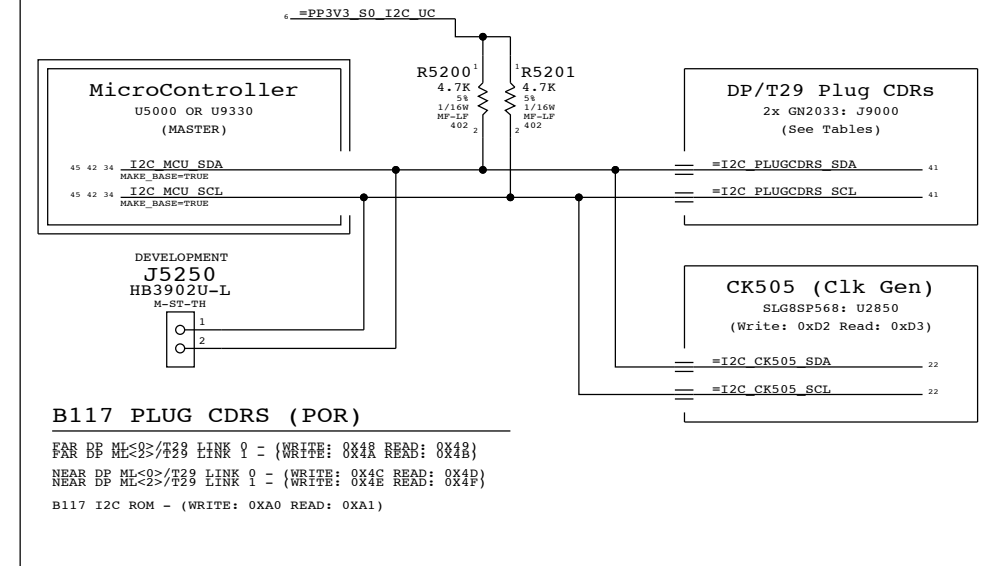 6 =PP3V3_S0_I2C_UC
R5200 1
4.7K
5%
1/16W
MF-LF
402 2
1 R5201
4.7K
5%
1/16W
MF-LF
2 402
MicroController
U5000 OR U9330
(MASTER)
45 42 34 I2C_MCU_SDA
MAKE_BASE=TRUE
45 42 34 I2C_MCU_SCL
MAKE_BASE=TRUE
DP/T29 Plug CDRs
2x GN2033: J9000
(See Tables)
=I2C_PLUGCDRS_SDA 41
=I2C_PLUGCDRS_SCL 41
DEVELOPMENT
J5250
HB3902U-L
M-ST-TH
1
2
CK505 (Clk Gen)
SLG8SP568: U2850
(Write: 0xD2 Read: 0xD3)
=I2C_CK505_SDA 22
=I2C_CK505_SCL 22
B117 PLUG CDRS (POR)
FAR DP ML<0>/T29 LINK 0 - (WRITE: 0X48 READ: 0X49)
FAR DP ML<2>/T29 LINK 1 - (WRITE: 0X4A READ: 0X4B)
NEAR DP ML<0>/T29 LINK 0 - (WRITE: 0X4C READ: 0X4D)
NEAR DP ML<2>/T29 LINK 1 - (WRITE: 0X4E READ: 0X4F)
B117 I2C ROM - (WRITE: 0XA0 READ: 0XA1)